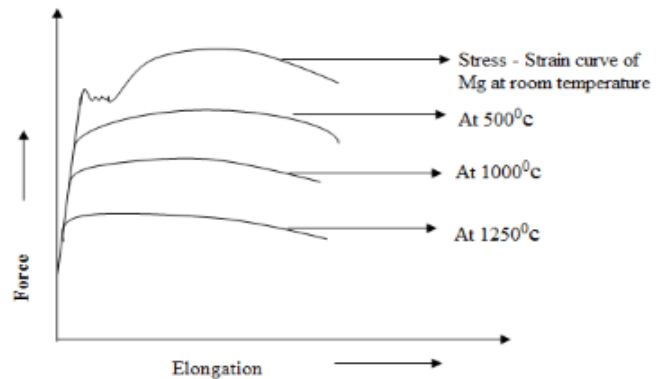 Stress - Strain curve of
Mg at room temperature
At 500⁰c
At 1000⁰c
At 1250⁰c
Force
Elongation